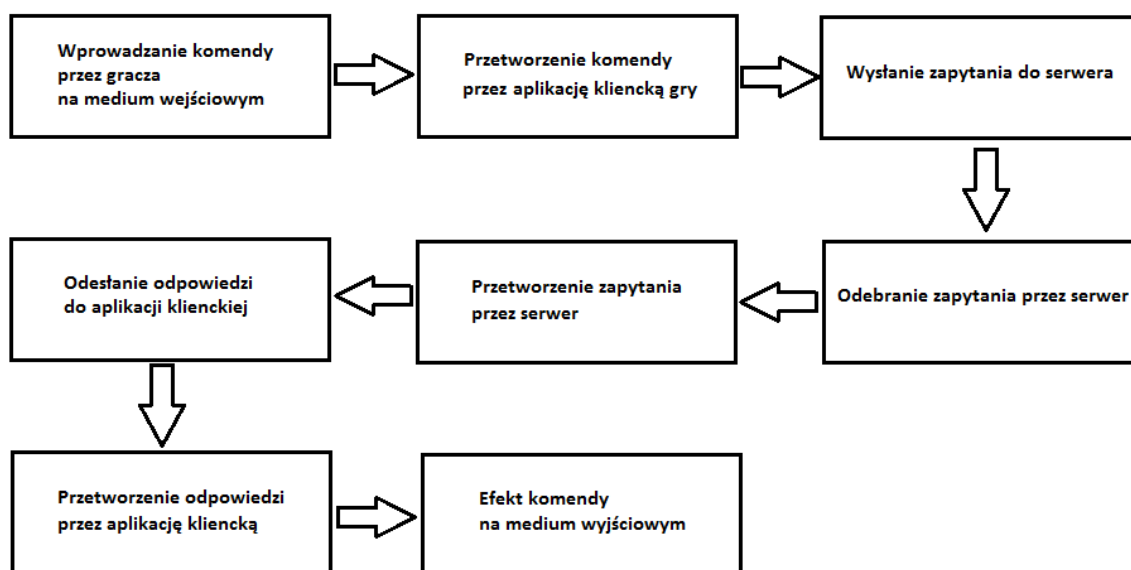 Wprowadzanie komendy
przez gracza
na medium wejściowym
Przetworzenie komendy
przez aplikację kliencką gry
Wysłanie zapytania do serwera
Odebranie zapytania przez serwer
Przetworzenie zapytania
przez serwer
Odesłanie odpowiedzi
do aplikacji klienckiej
Przetworzenie odpowiedzi
przez aplikację kliencką
Efekt komendy
na medium wyjściowym